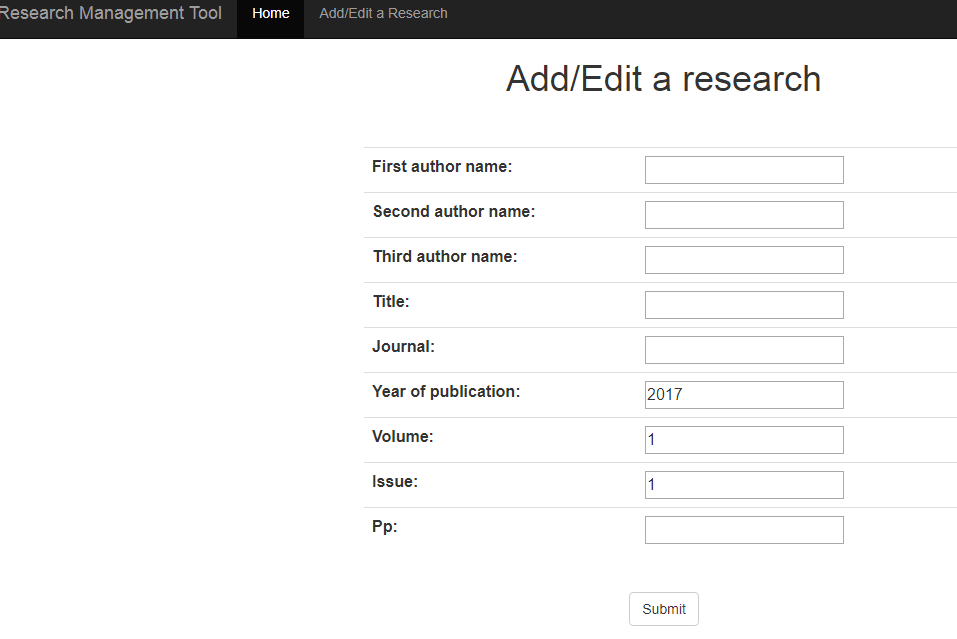 Research Management Tool Home Add/Edit a Research
Add/Edit a research
First author name:
Second author name:
Third author name:
Title:
Journal:
Year of publication: 2017
Volume: 1
Issue: 1
Pp:
Submit